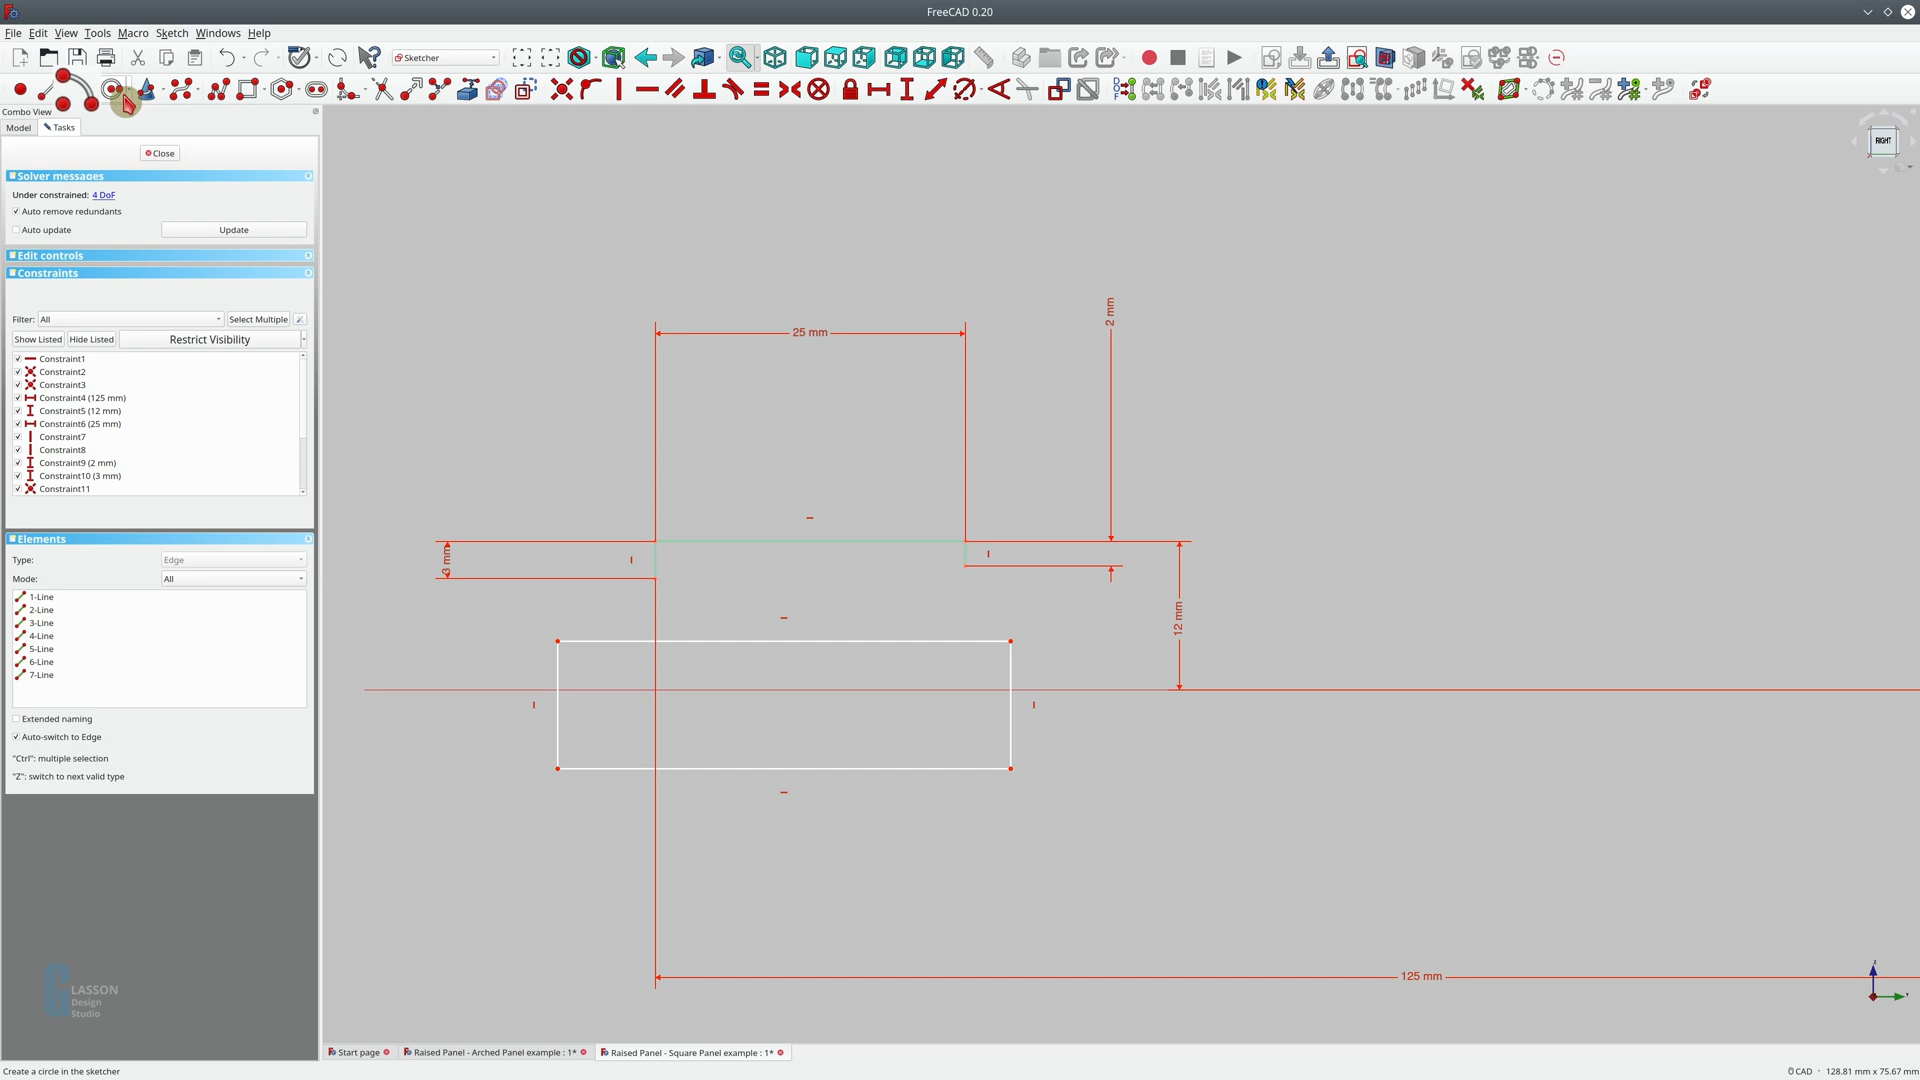 FreeCAD 0.20
File Edit View Tools Macro Sketch Windows Help
Sketcher
Combo View
Model Tasks
Close
Solver messages
Under constrained: 4 DoF
Auto remove redundants
Auto update Update
Edit controls
Constraints
Filter: All Select Multiple
Show Listed Hide Listed Restrict Visibility
Constraint1
Constraint2
Constraint3
Constraint4 (125 mm)
Constraint5 (12 mm)
Constraint6 (25 mm)
Constraint7
Constraint8
Constraint9 (2 mm)
Constraint10 (3 mm)
Constraint11
Elements
Type: Edge
Mode: All
1-Line
2-Line
3-Line
4-Line
5-Line
6-Line
7-Line
Extended naming
Auto-switch to Edge
"Ctrl": multiple selection
"Z": switch to next valid type
GLASSON
Design
Studio
RIGHT
25 mm
2 mm
3 mm
12 mm
125 mm
Z
Start page Raised Panel - Arched Panel example : 1* Raised Panel - Square Panel example : 1*
Create a circle in the sketcher
CAD 128.81 mm x 75.67 mm